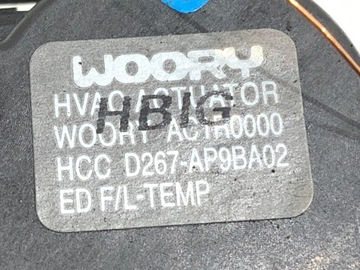 WOORY
HVAC ACTUATOR
HBIG
WOORY ACTR0000
HCC D267-AP9BA02
ED F/L-TEMP